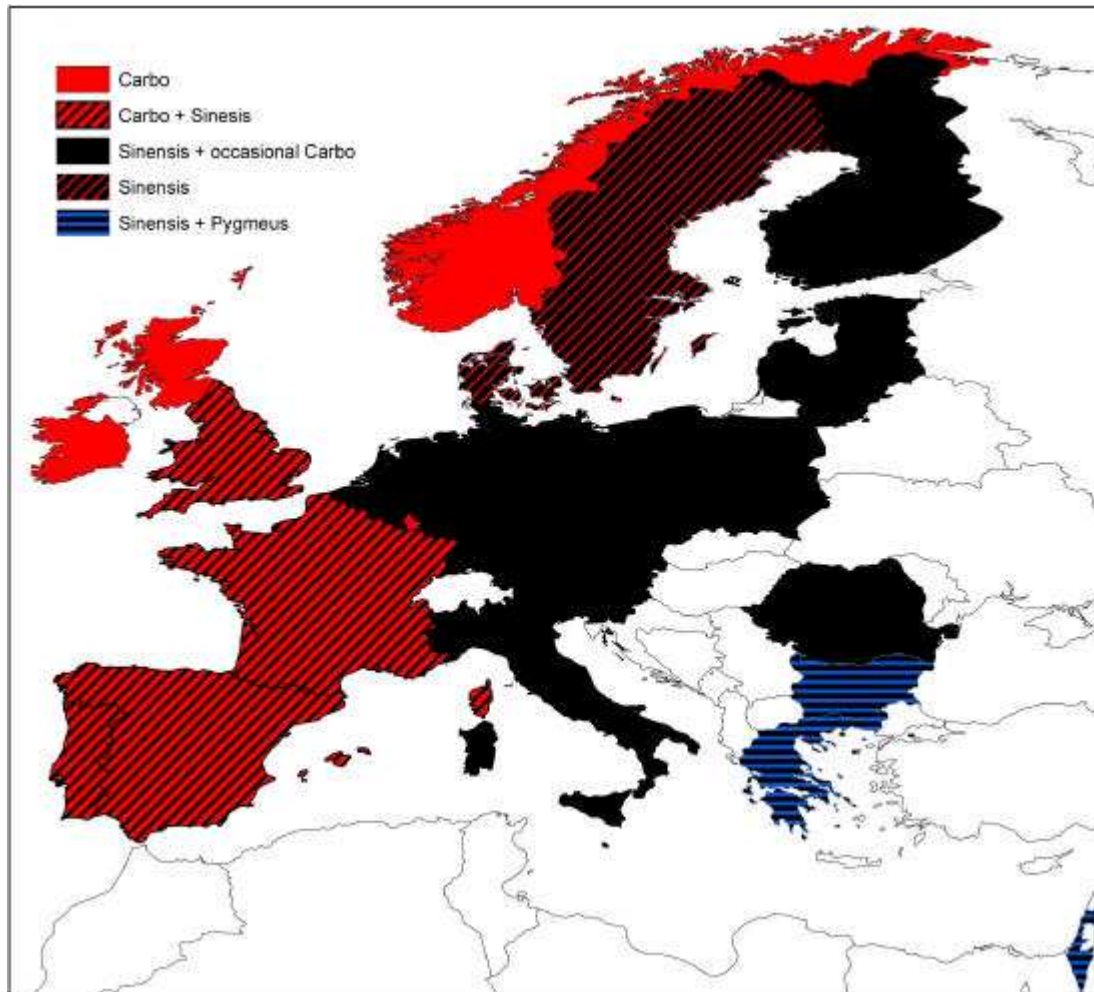 Carbo
Carbo + Sinesis
Sinensis + occasional Carbo
Sinensis
Sinensis + Pygmeus